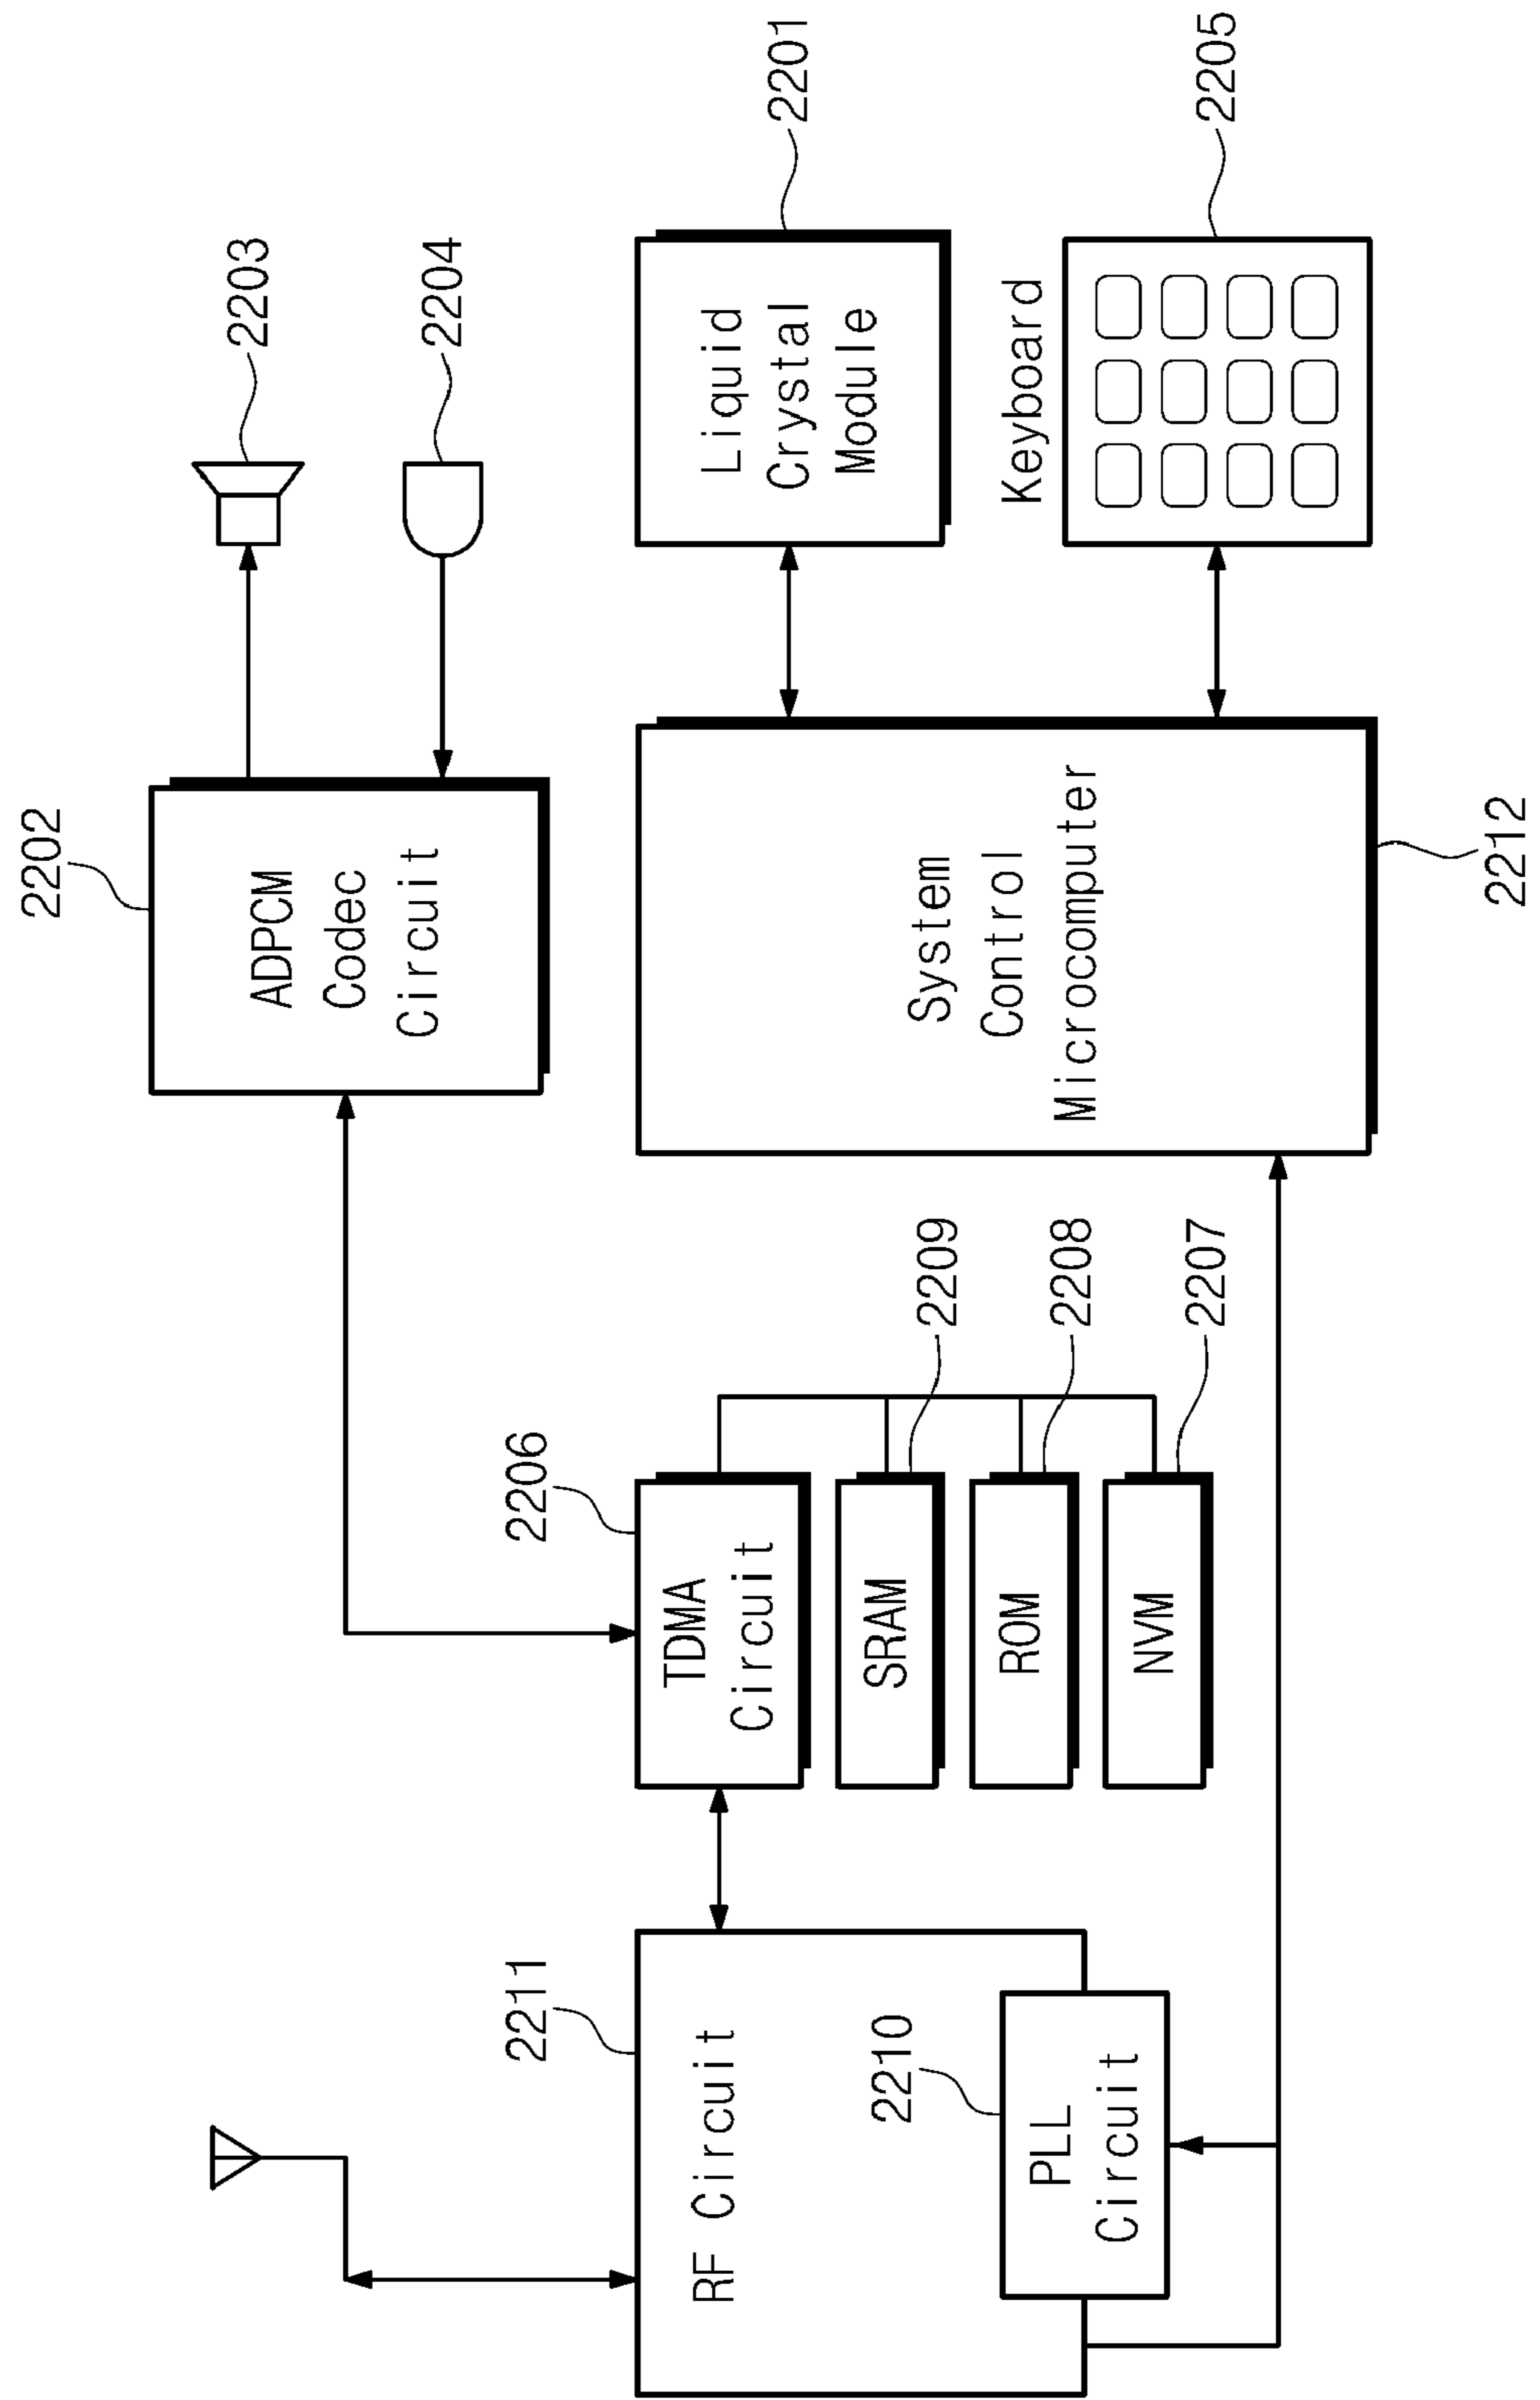 2202
ADPCM
Codec
Circuit
2203
2204
2211
RF Circuit
2210
PLL
Circuit
2206
TDMA
Circuit
SRAM
2209
ROM
2208
NVM
2207
System
Control
Microcomputer
2212
Liquid
Crystal
Module
2201
Keyboard
2205